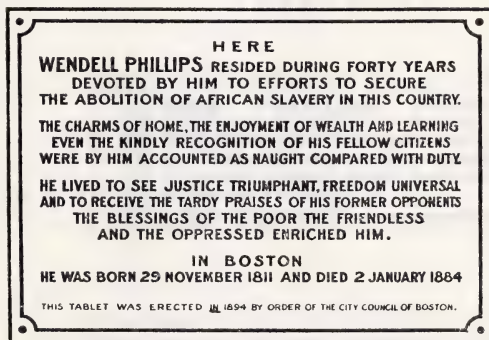 HERE
WENDELL PHILLIPS RESIDED DURING FORTY YEARS
DEVOTED BY HIM TO EFFORTS TO SECURE
THE ABOLITION OF AFRICAN SLAVERY IN THIS COUNTRY.
THE CHARMS OF HOME, THE ENJOYMENT OF WEALTH AND LEARNING
EVEN THE KINDLY RECOGNITION OF HIS FELLOW CITIZENS
WERE BY HIM ACCOUNTED AS NAUGHT COMPARED WITH DUTY.
HE LIVED TO SEE JUSTICE TRIUMPHANT, FREEDOM UNIVERSAL
AND TO RECEIVE THE TARDY PRAISES OF HIS FORMER OPPONENTS
THE BLESSINGS OF THE POOR THE FRIENDLESS
AND THE OPPRESSED ENRICHED HIM.
IN BOSTON
HE WAS BORN 29 NOVEMBER 1811 AND DIED 2 JANUARY 1884
THIS TABLET WAS ERECTED IN 1894 BY ORDER OF THE CITY COUNCIL OF BOSTON.